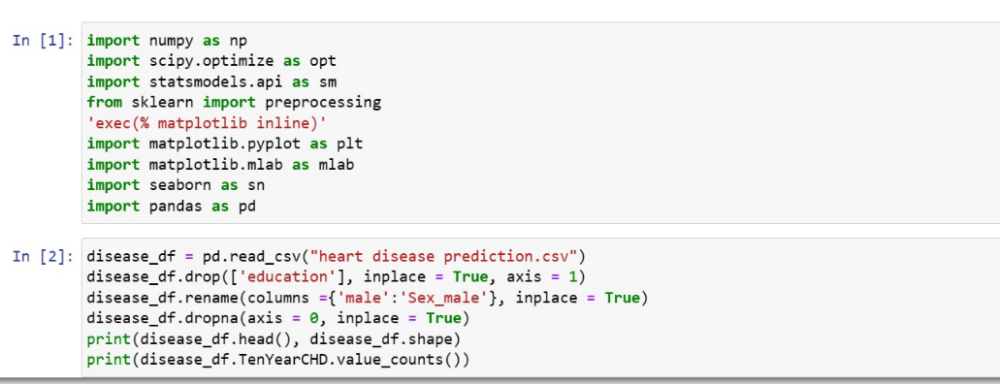 In [1]: import numpy as np
import scipy.optimize as opt
import statsmodels.api as sm
from sklearn import preprocessing
'exec(% matplotlib inline)'
import matplotlib.pyplot as plt
import matplotlib.mlab as mlab
import seaborn as sn
import pandas as pd
In [2]: disease_df = pd.read_csv("heart disease prediction.csv")
disease_df.drop(['education'], inplace = True, axis = 1)
disease_df.rename(columns ={'male':'Sex_male'}, inplace = True)
disease_df.dropna(axis = 0, inplace = True)
print(disease_df.head(), disease_df.shape)
print(disease_df.TenYearCHD.value_counts())